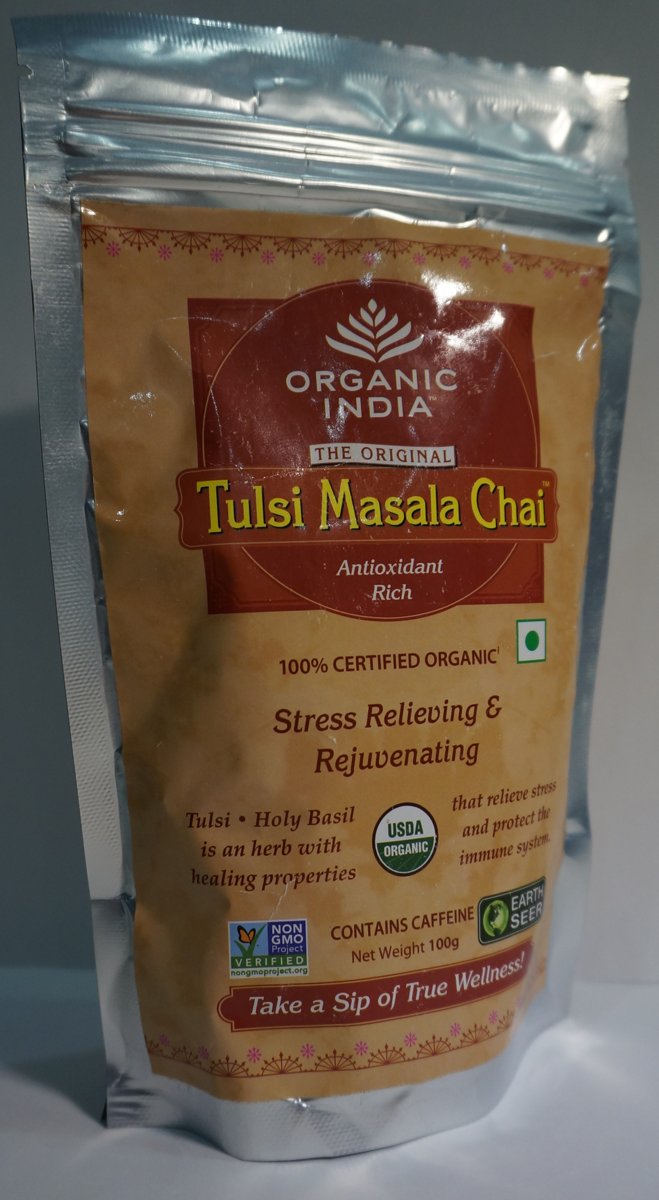 ORGANIC
INDIA™
THE ORIGINAL
Tulsi Masala Chai™
Antioxidant
Rich
100% CERTIFIED ORGANIC
Stress Relieving &
Rejuvenating
Tulsi • Holy Basil
is an herb with
healing properties
USDA
ORGANIC
that relieve stress
and protect the
immune system.
NON
GMO
Project
VERIFIED
nongmoproject.org
CONTAINS CAFFEINE
Net Weight 100g
EARTH
SEER
Take a Sip of True Wellness!